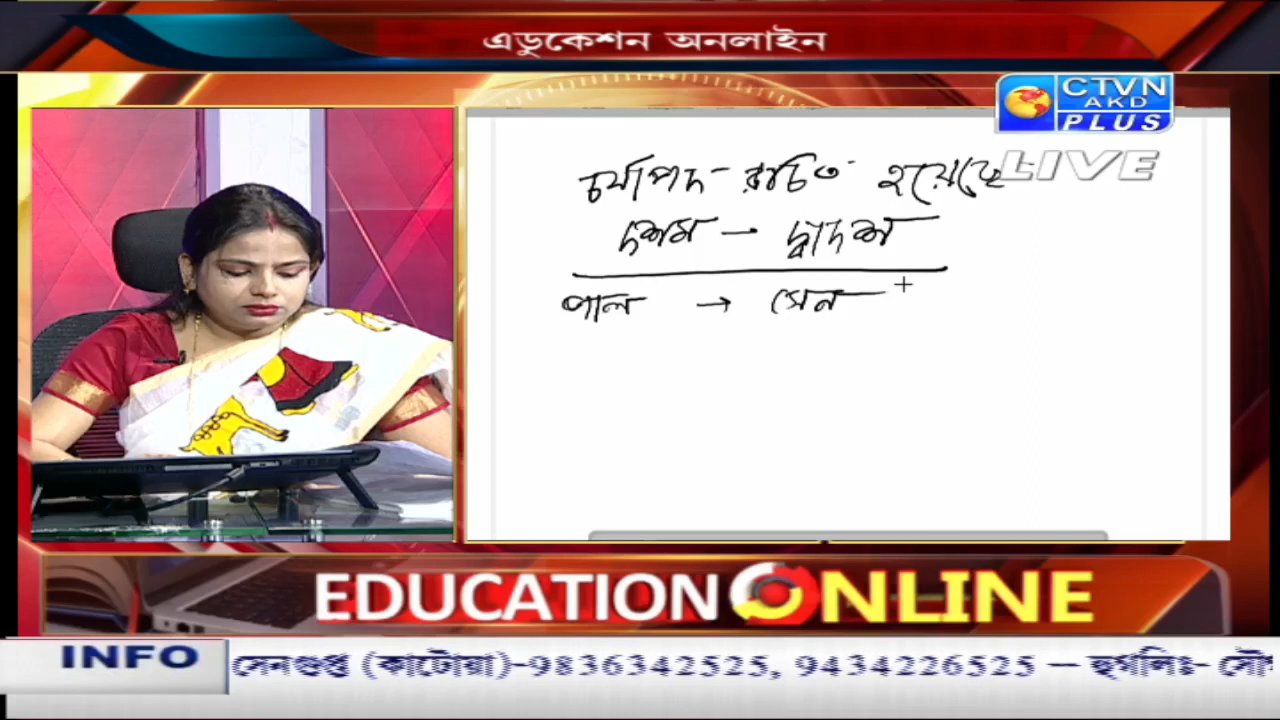 এডুকেশন অনলাইন
CTVN
AKD
PLUS
LIVE
চর্যাপদ রচিত হয়েছে
দশম - দ্বাদশ
পাল → সেন +
EDUCATION ONLINE
INFO সেনগুপ্ত (কাটোয়া)-9836342525, 9434226525 -- হুগলিঃ- সৌ